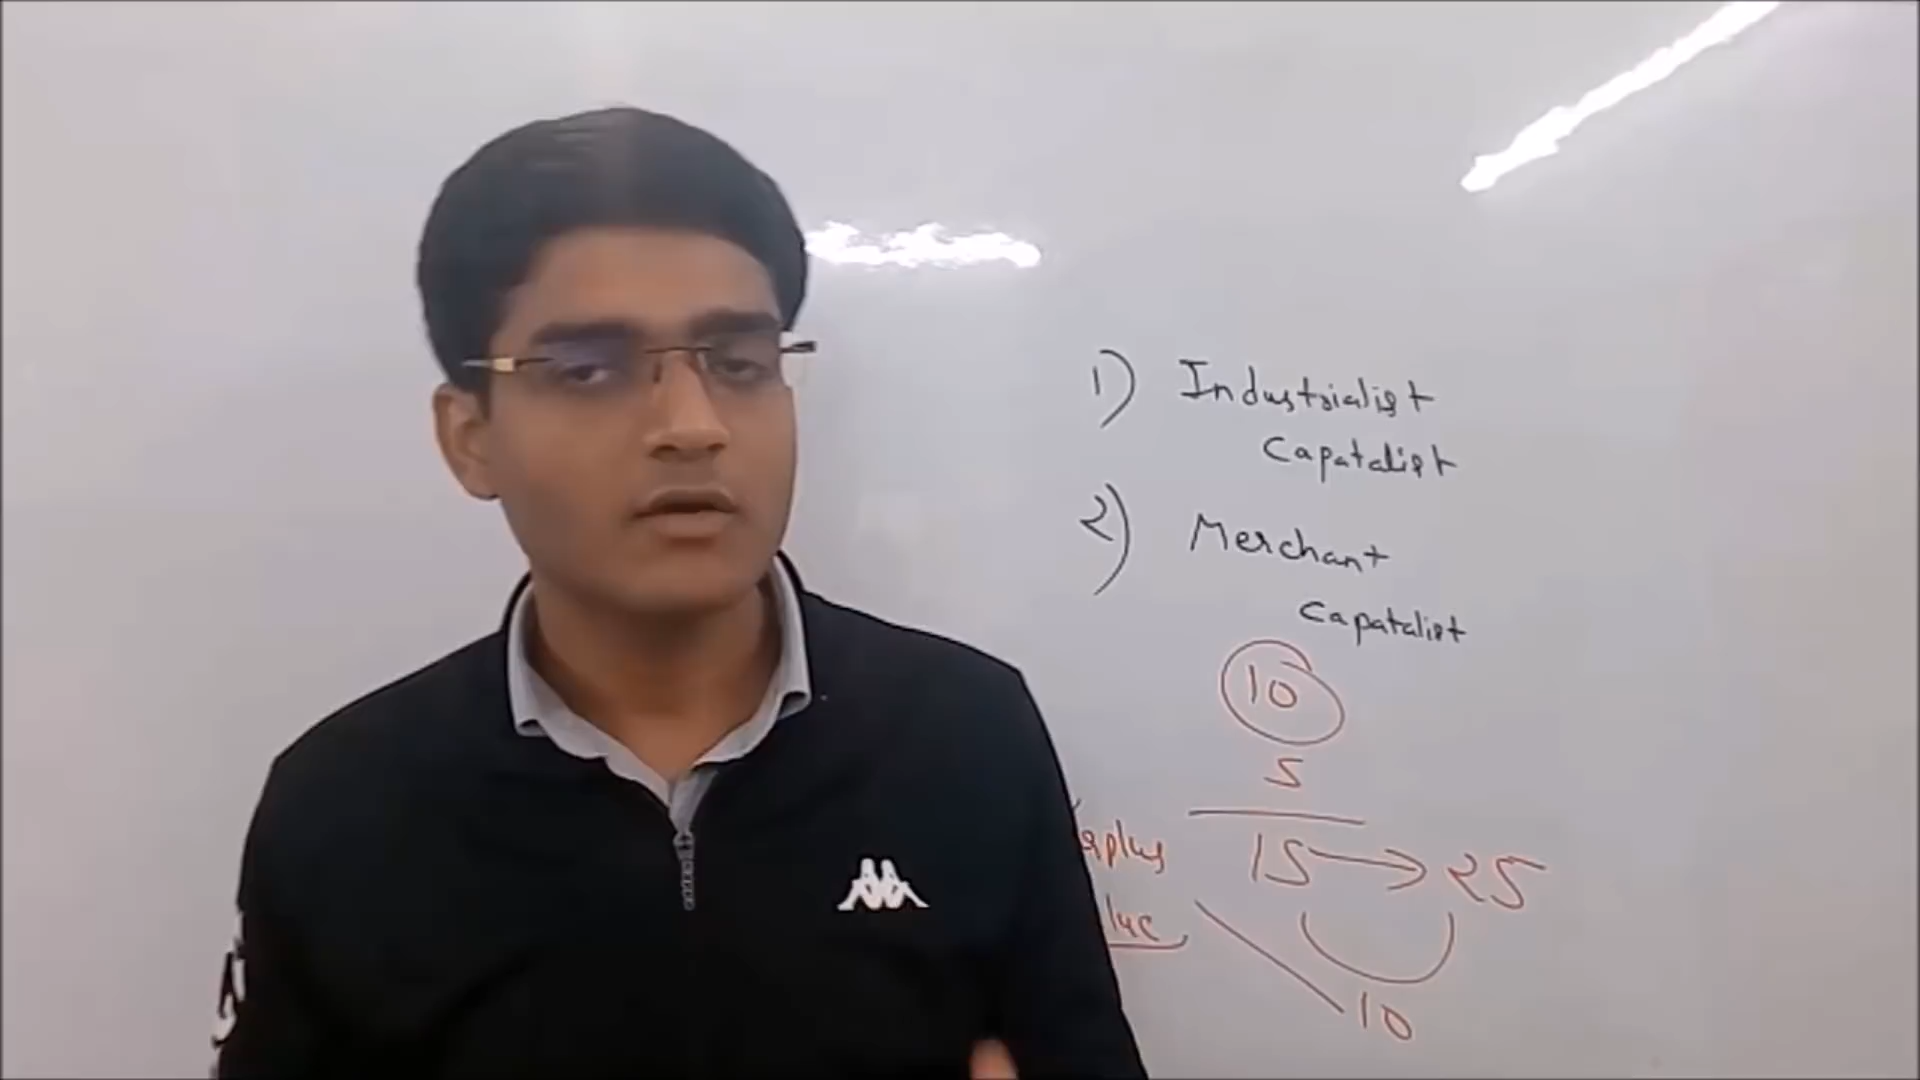 1) Industrialist
Capatalist
2) Merchant
Capatalist
10
5
15 → 25
10